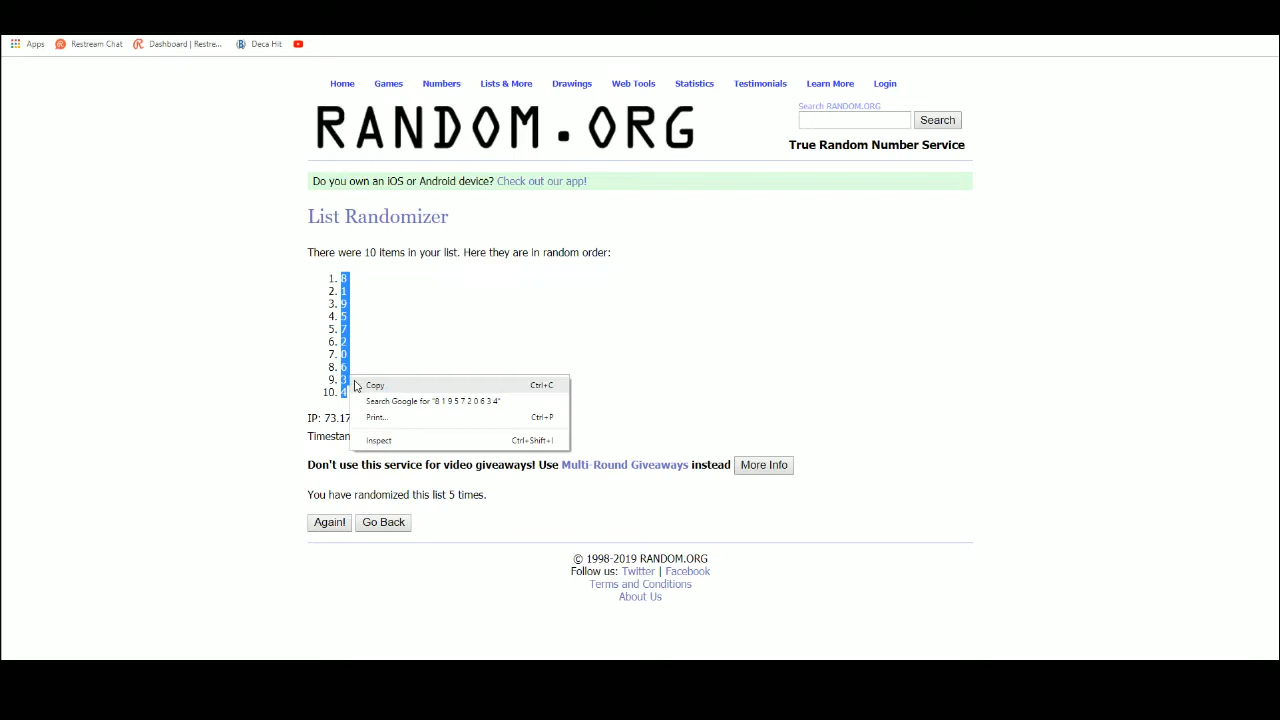 Apps Restream Chat Dashboard | Restre... Deca Hit
Home Games Numbers Lists & More Drawings Web Tools Statistics Testimonials Learn More Login
RANDOM.ORG
Search RANDOM.ORG
Search
True Random Number Service
Do you own an iOS or Android device? Check out our app!
List Randomizer
There were 10 items in your list. Here they are in random order:
1. 8
2. 1
3. 9
4. 5
5. 7
6. 2
7. 0
8. 6
9. 3
10. 4
Copy Ctrl+C
Search Google for "8 1 9 5 7 2 0 6 3 4"
Print... Ctrl+P
Inspect Ctrl+Shift+I
IP: 73.17
Timestan
Don't use this service for video giveaways! Use Multi-Round Giveaways instead More Info
You have randomized this list 5 times.
Again! Go Back
© 1998-2019 RANDOM.ORG
Follow us: Twitter | Facebook
Terms and Conditions
About Us